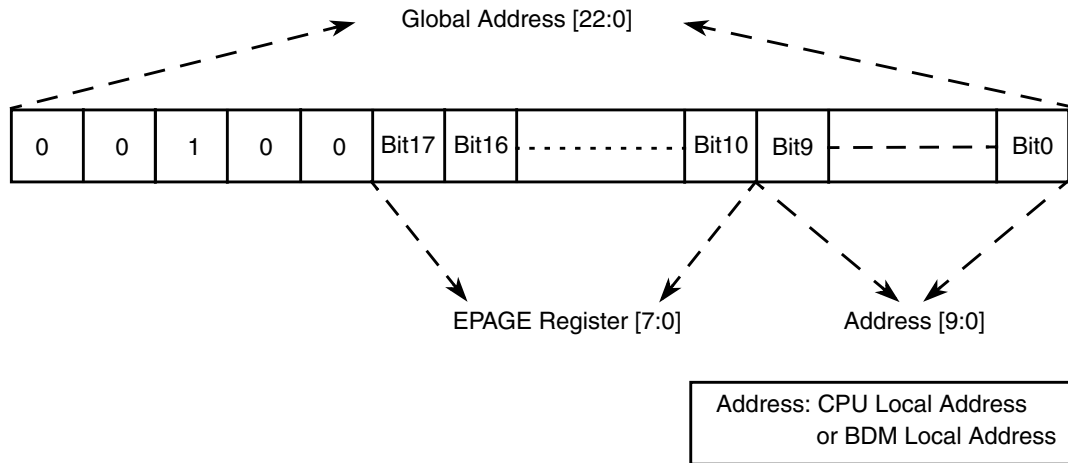 Global Address [22:0]
0 0 1 0 0 Bit17 Bit16 Bit10 Bit9 Bit0
EPAGE Register [7:0] Address [9:0]
Address: CPU Local Address
or BDM Local Address